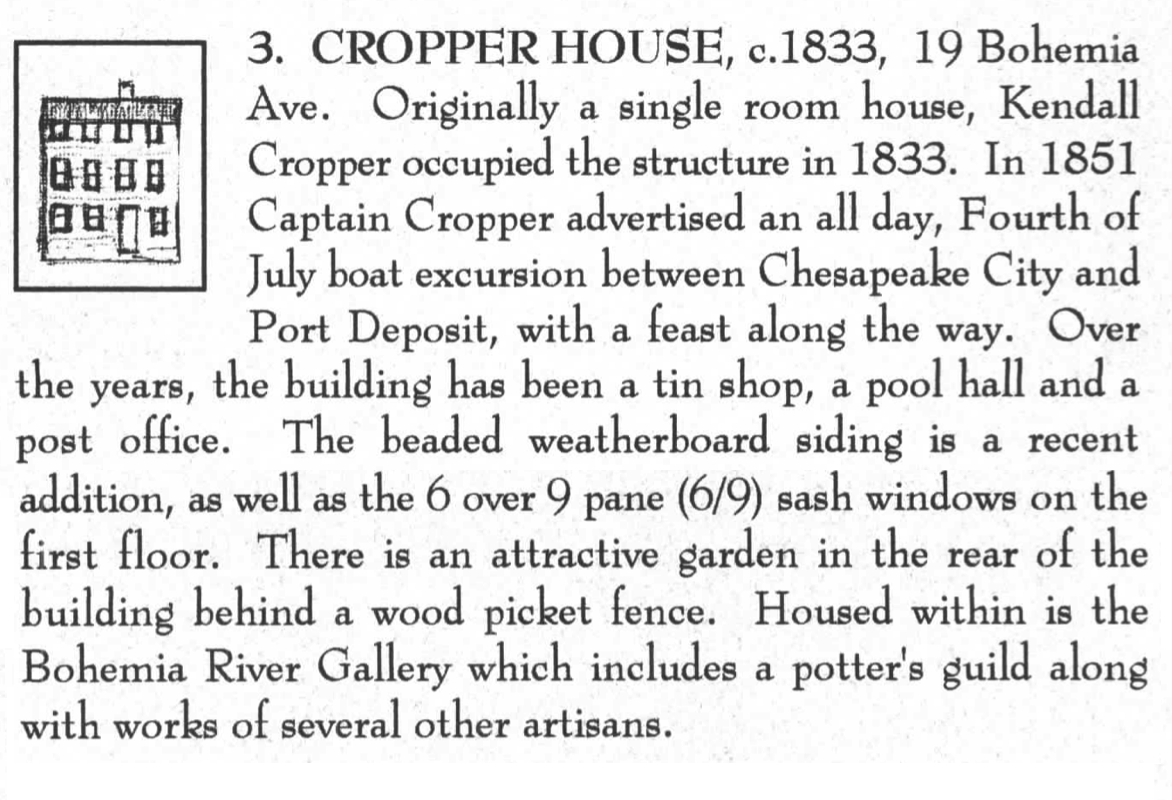 3. CROPPER HOUSE, c.1833, 19 Bohemia
Ave. Originally a single room house, Kendall
Cropper occupied the structure in 1833. In 1851
Captain Cropper advertised an all day, Fourth of
July boat excursion between Chesapeake City and
Port Deposit, with a feast along the way. Over
the years, the building has been a tin shop, a pool hall and a
post office. The beaded weatherboard siding is a recent
addition, as well as the 6 over 9 pane (6/9) sash windows on the
first floor. There is an attractive garden in the rear of the
building behind a wood picket fence. Housed within is the
Bohemia River Gallery which includes a potter's guild along
with works of several other artisans.